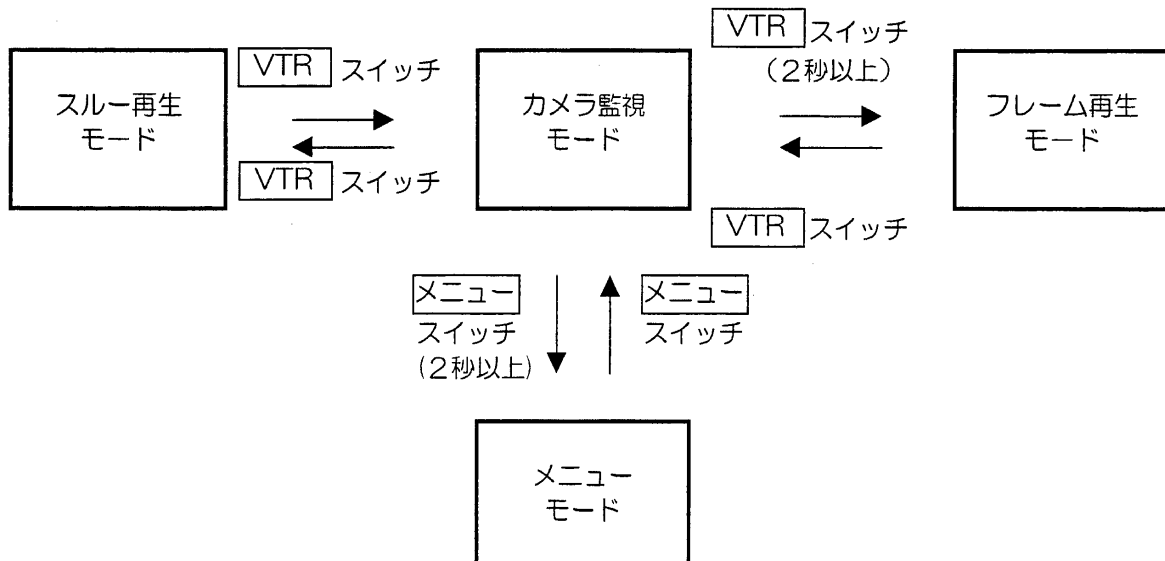 VTR スイッチ
(2秒以上)
VTR スイッチ
スルー再生
モード
カメラ監視
モード
フレーム再生
モード
VTR スイッチ
VTR スイッチ
メニュー
スイッチ
(2秒以上)
メニュー
スイッチ
メニュー
モード